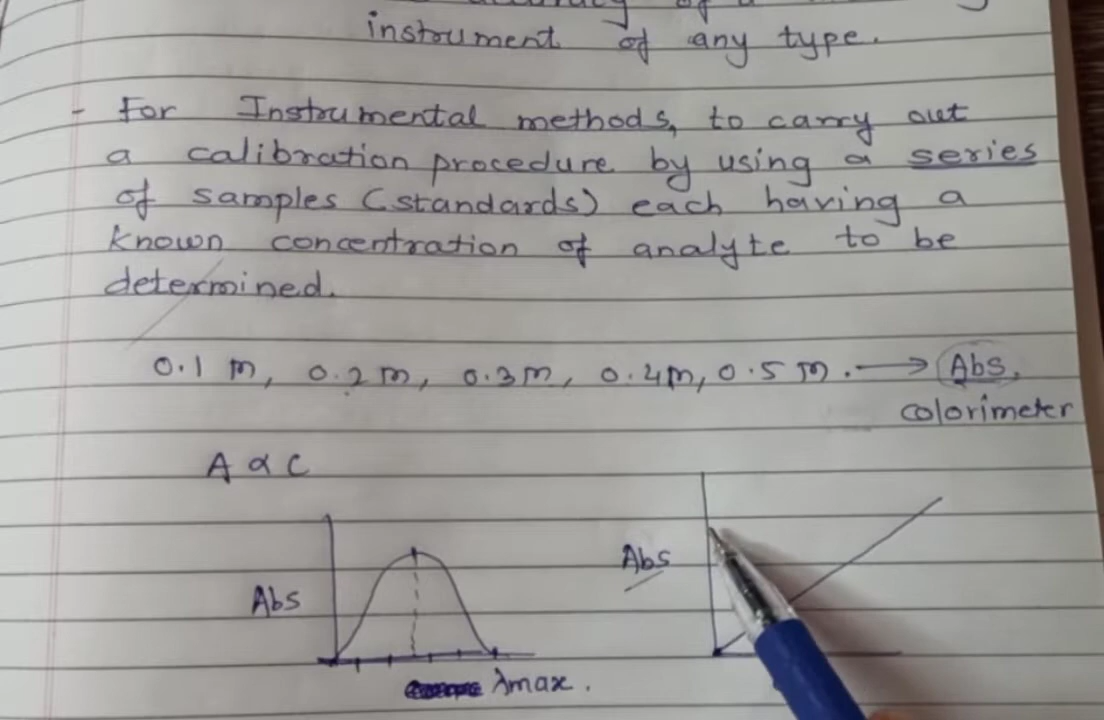 of a
instrument of any type.
- For Instrumental methods, to carry out
a calibration procedure by using a series
of samples (standards) each having a
known concentration of analyte to be
determined.
0.1 m, 0.2 m, 0.3 m, 0.4 m, 0.5 m. → Abs.
colorimeter
A ∝ C
Abs
Abs
λmax.